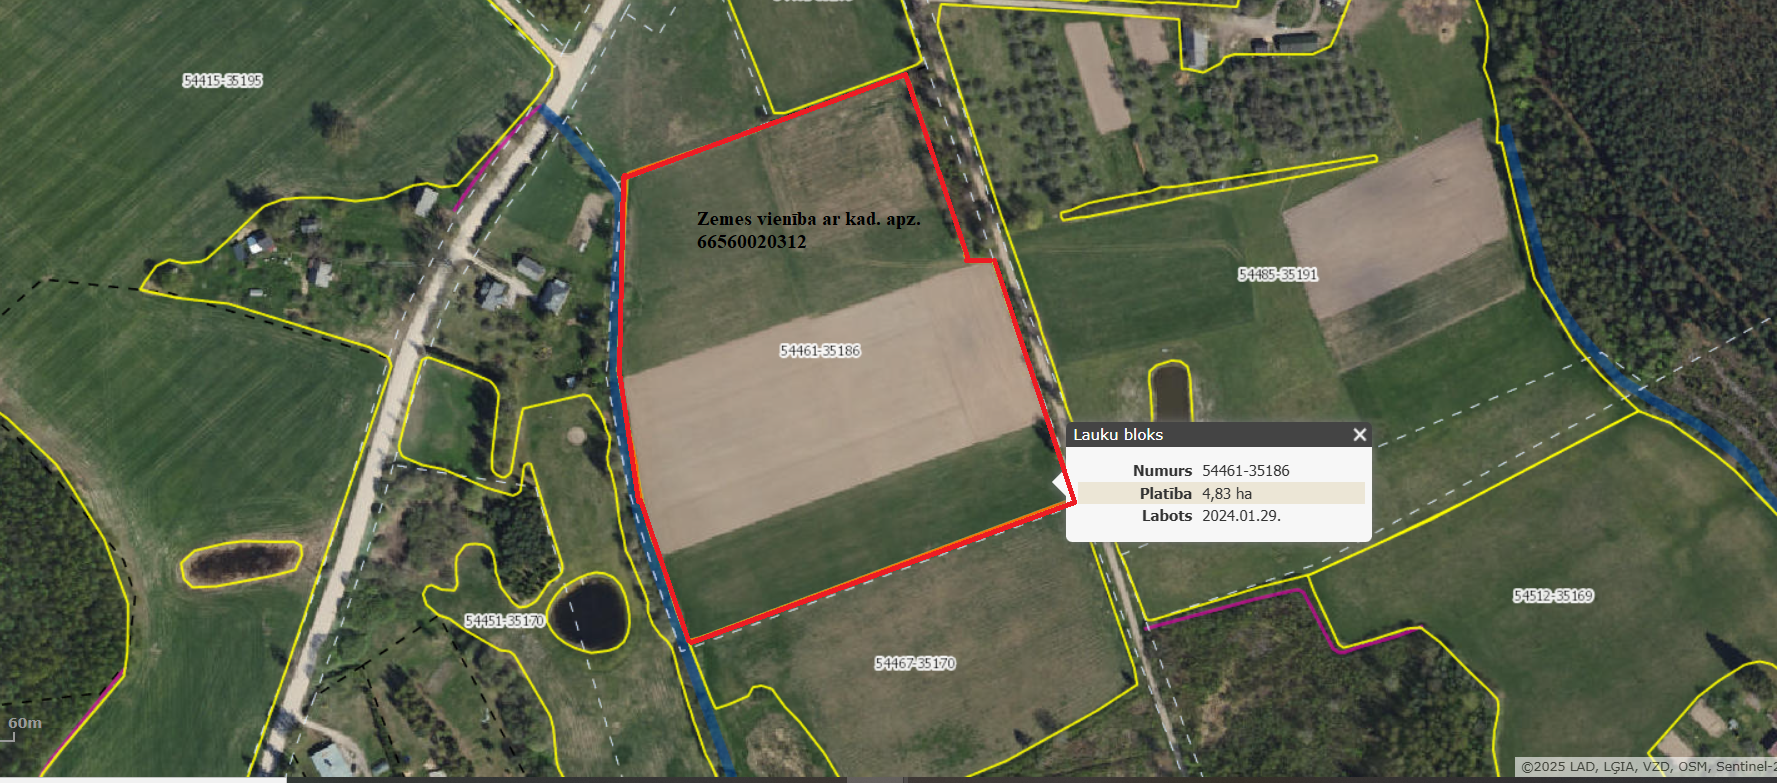 54415-35195
Zemes vienība ar kad. apz.
66560020312
54485-35191
54461-35186
Lauku bloks
Numurs 54461-35186
Platība 4,83 ha
Labots 2024.01.29.
54512-35169
54451-35170
54467-35170
60m
©2025 LAD, LĢIA, VZD, OSM, Sentinel-2